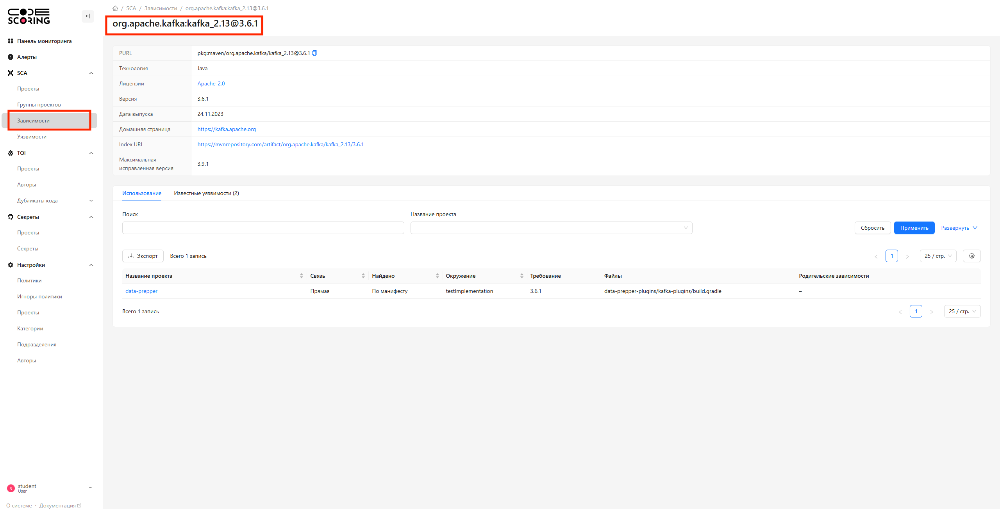 CODE
SCORING
Панель мониторинга
Алерты
SCA
Проекты
Группы проектов
Зависимости
Уязвимости
TQI
Проекты
Авторы
Дубликаты кода
Секреты
Проекты
Секреты
Настройки
Политики
Игноры политики
Проекты
Категории
Подразделения
Авторы
S student
User
...
О системе · Документация
/ SCA / Зависимости / org.apache.kafka:kafka_2.13@3.6.1
org.apache.kafka:kafka_2.13@3.6.1
PURL pkg:maven/org.apache.kafka/kafka_2.13@3.6.1
Технология Java
Лицензии Apache-2.0
Версия 3.6.1
Дата выпуска 24.11.2023
Домашняя страница https://kafka.apache.org
Index URL https://mvnrepository.com/artifact/org.apache.kafka/kafka_2.13/3.6.1
Максимальная
исправленная версия 3.9.1
Использование Известные уязвимости (2)
Поиск Название проекта
Сбросить Применить Развернуть
Экспорт Всего 1 запись < 1 > 25 / стр.
Название проекта Связь Найдено Окружение Требование Файлы Родительские зависимости
data-prepper Прямая По манифесту testImplementation 3.6.1 data-prepper-plugins/kafka-plugins/build.gradle –
Всего 1 запись < 1 > 25 / стр.